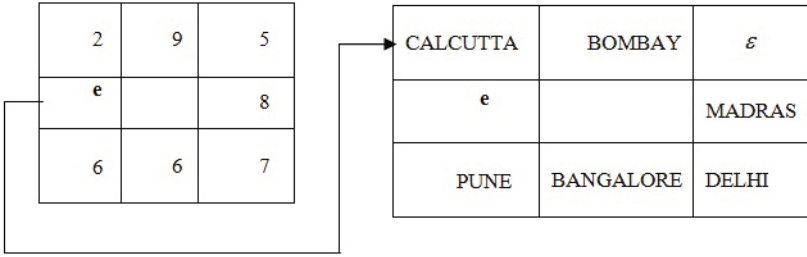 2 9 5
e 8
6 6 7
CALCUTTA BOMBAY ε
e MADRAS
PUNE BANGALORE DELHI